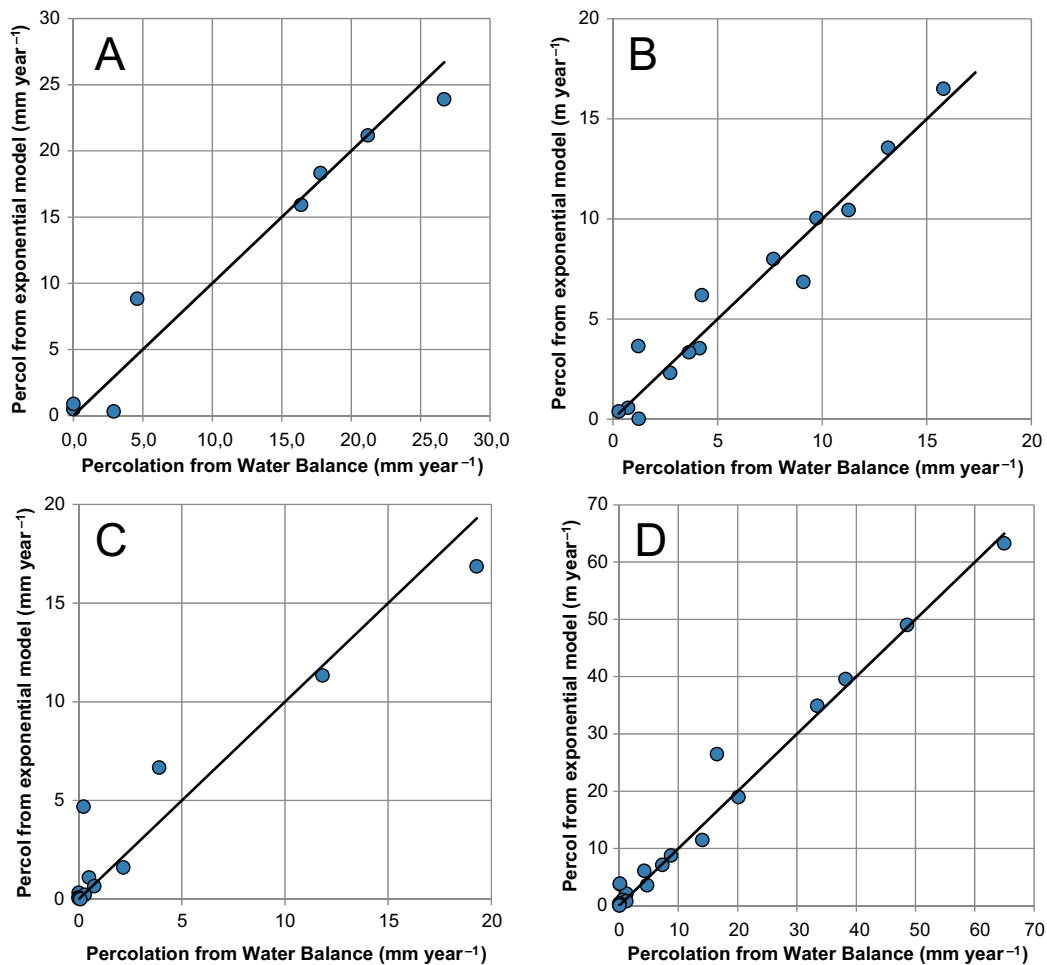 A
Percol from exponential model (mm year⁻¹)
30
25
20
15
10
5
0
0,0 5,0 10,0 15,0 20,0 25,0 30,0
Percolation from Water Balance (mm year⁻¹)
B
Percol from exponential model (m year⁻¹)
20
15
10
5
0
0 5 10 15 20
Percolation from Water Balance (mm year⁻¹)
C
Percol from exponential model (mm year⁻¹)
20
15
10
5
0
0 5 10 15 20
Percolation from Water Balance (mm year⁻¹)
D
Percol from exponential model (m year⁻¹)
70
60
50
40
30
20
10
0
0 10 20 30 40 50 60 70
Percolation from Water Balance (mm year⁻¹)